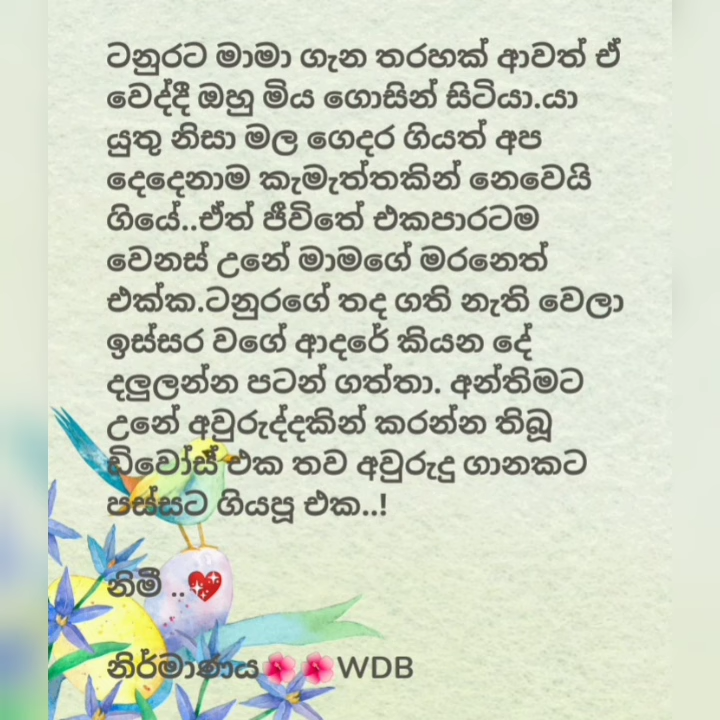 ටනුරට මාමා ගැන තරහක් ආවත් ඒ
වෙද්දී ඔහු මිය ගොසින් සිටියා.යා
යුතු නිසා මල ගෙදර ගියත් අප
දෙදෙනාම කැමැත්තකින් නෙවෙයි
ගියේ..ඒත් ජීවිතේ එකපාරටම
වෙනස් උනේ මාමගේ මරනෙත්
එක්ක.ටනුරගේ තද ගති නැති වෙලා
ඉස්සර වගේ ආදරේ කියන දේ
දලුලන්න පටන් ගත්තා. අන්තිමට
උනේ අවුරුද්දකින් කරන්න තිබූ
ඩිවෝස් එක තව අවුරුදු ගානකට
පස්සට ගියපූ එක..!
නිමී ..💖
නිර්මාණය🌺🌺WDB